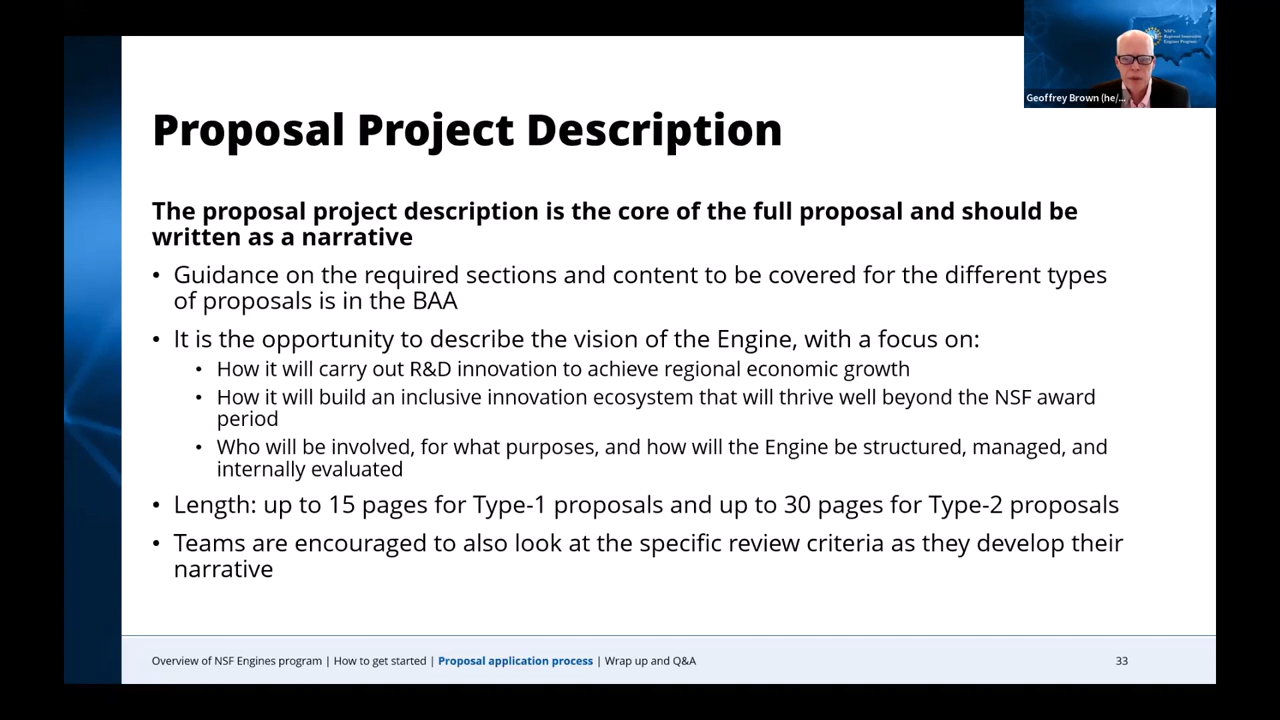 NSF's
Regional Innovation
Engines Program
Geoffrey Brown (he/...
Proposal Project Description
The proposal project description is the core of the full proposal and should be
written as a narrative
• Guidance on the required sections and content to be covered for the different types
of proposals is in the BAA
• It is the opportunity to describe the vision of the Engine, with a focus on:
• How it will carry out R&D innovation to achieve regional economic growth
• How it will build an inclusive innovation ecosystem that will thrive well beyond the NSF award
period
• Who will be involved, for what purposes, and how will the Engine be structured, managed, and
internally evaluated
• Length: up to 15 pages for Type-1 proposals and up to 30 pages for Type-2 proposals
• Teams are encouraged to also look at the specific review criteria as they develop their
narrative
Overview of NSF Engines program | How to get started | Proposal application process | Wrap up and Q&A
33